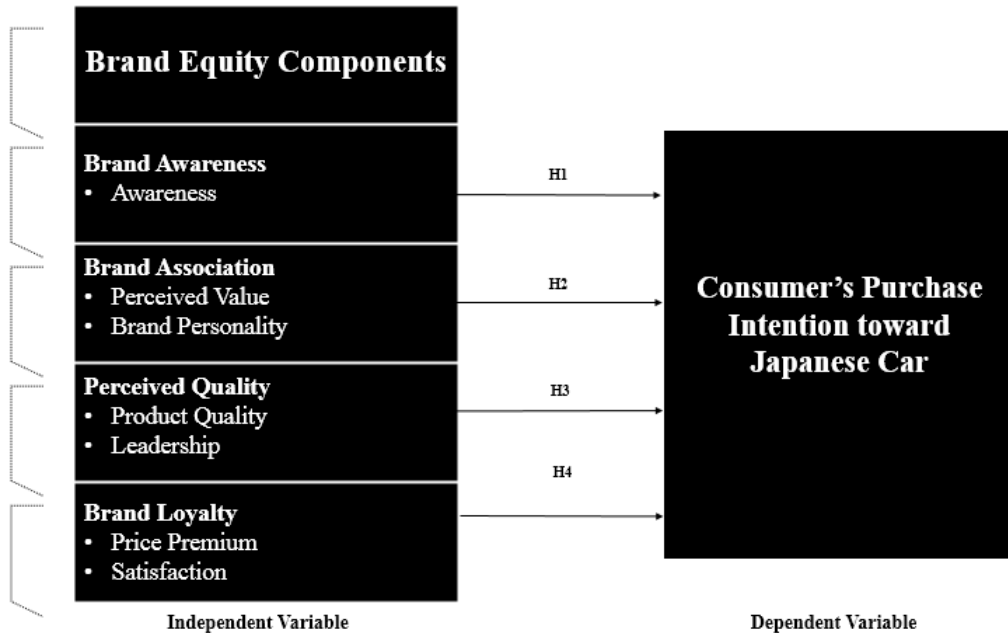 Brand Equity Components
Brand Awareness
• Awareness
H1
Brand Association
• Perceived Value
• Brand Personality
H2
Perceived Quality
• Product Quality
• Leadership
H3
Brand Loyalty
• Price Premium
• Satisfaction
H4
Consumer’s Purchase
Intention toward
Japanese Car
Independent Variable
Dependent Variable